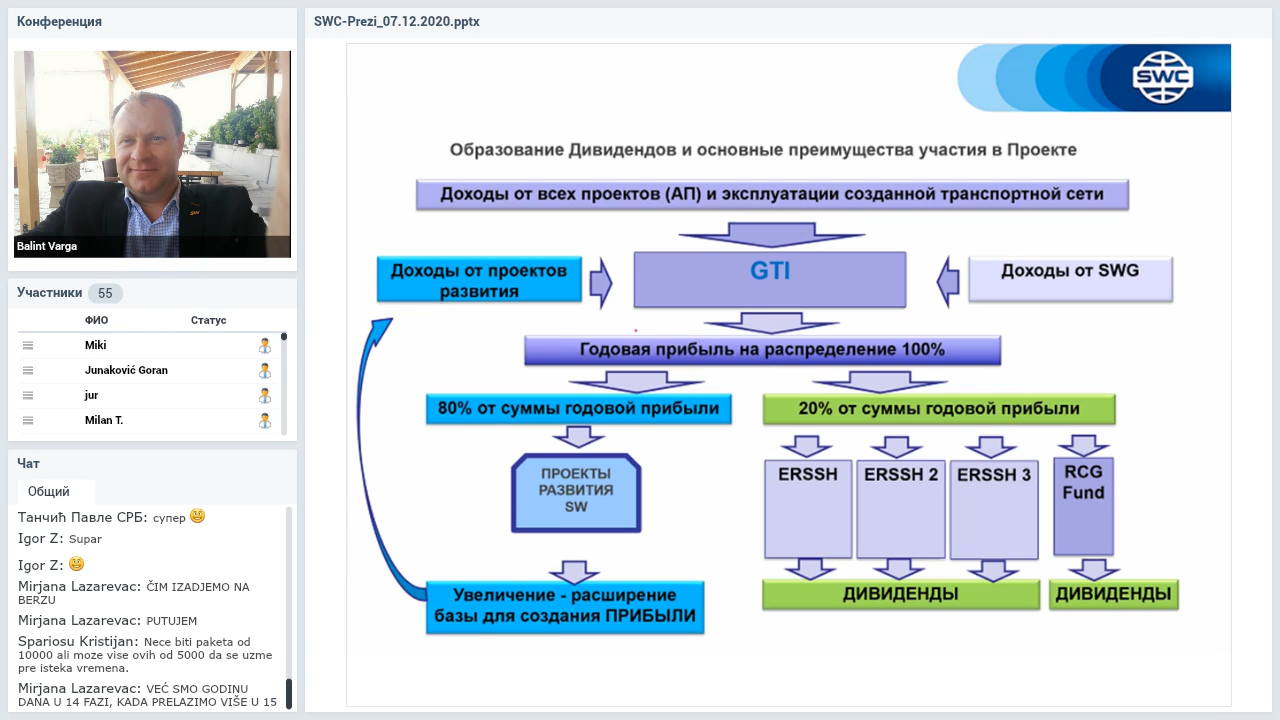 Конференция
SW
Balint Varga
Участники 55
ФИО Статус
Miki
Junaković Goran
jur
Milan T.
Чат
Общий
Танчић Павле СРБ: супер
Igor Z: Supar
Igor Z:
Mirjana Lazarevac: ČIM IZADJEMO NA
BERZU
Mirjana Lazarevac: PUTUJEM
Spariosu Kristijan: Nece biti paketa od
10000 ali moze vise ovih od 5000 da se uzme
pre isteka vremena.
Mirjana Lazarevac: VEĆ SMO GODINU
DANA U 14 FAZI, KADA PRELAZIMO VIŠE U 15
SWC-Prezi_07.12.2020.pptx
SWC
Образование Дивидендов и основные преимущества участия в Проекте
Доходы от всех проектов (АП) и эксплуатации созданной транспортной сети
Доходы от проектов
развития
GTI
Доходы от SWG
Годовая прибыль на распределение 100%
80% от суммы годовой прибыли
20% от суммы годовой прибыли
ПРОЕКТЫ
РАЗВИТИЯ
SW
ERSSH
ERSSH 2
ERSSH 3
RCG
Fund
Увеличение - расширение
базы для создания ПРИБЫЛИ
ДИВИДЕНДЫ
ДИВИДЕНДЫ